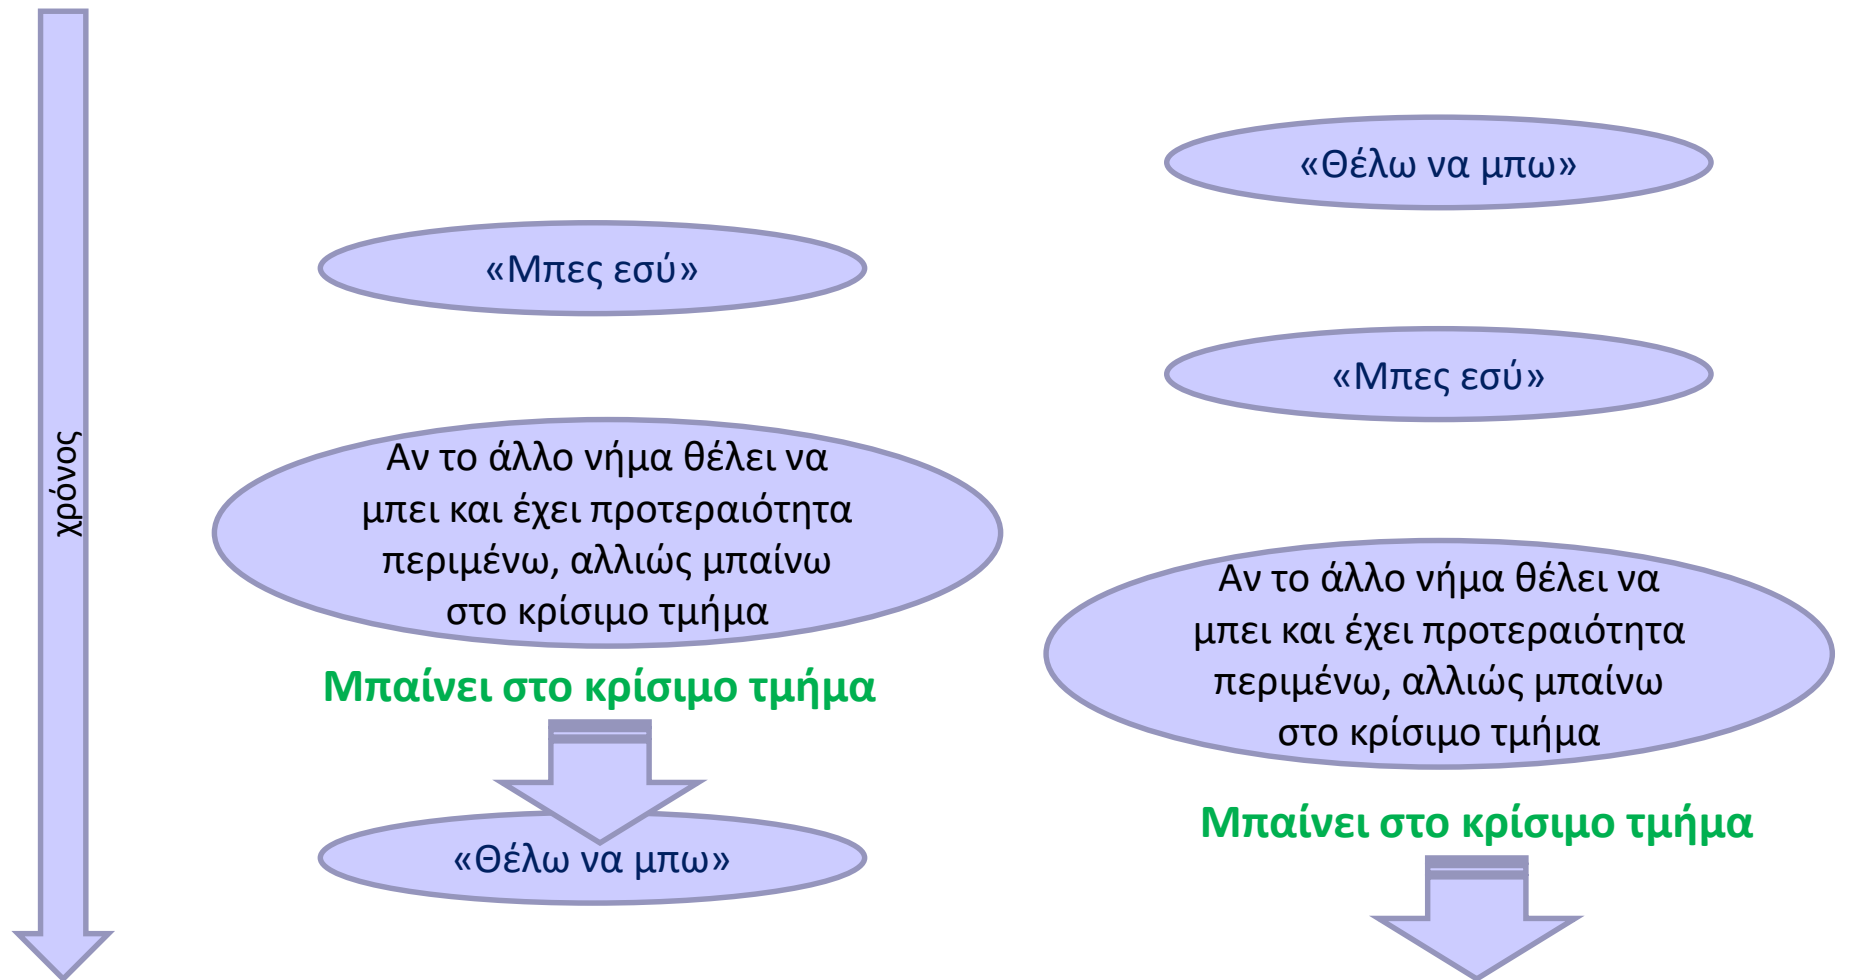 χρόνος
«Θέλω να μπω»
«Μπες εσύ»
«Μπες εσύ»
Αν το άλλο νήμα θέλει να
μπει και έχει προτεραιότητα
περιμένω, αλλιώς μπαίνω
στο κρίσιμο τμήμα
Μπαίνει στο κρίσιμο τμήμα
«Θέλω να μπω»
Αν το άλλο νήμα θέλει να
μπει και έχει προτεραιότητα
περιμένω, αλλιώς μπαίνω
στο κρίσιμο τμήμα
Μπαίνει στο κρίσιμο τμήμα